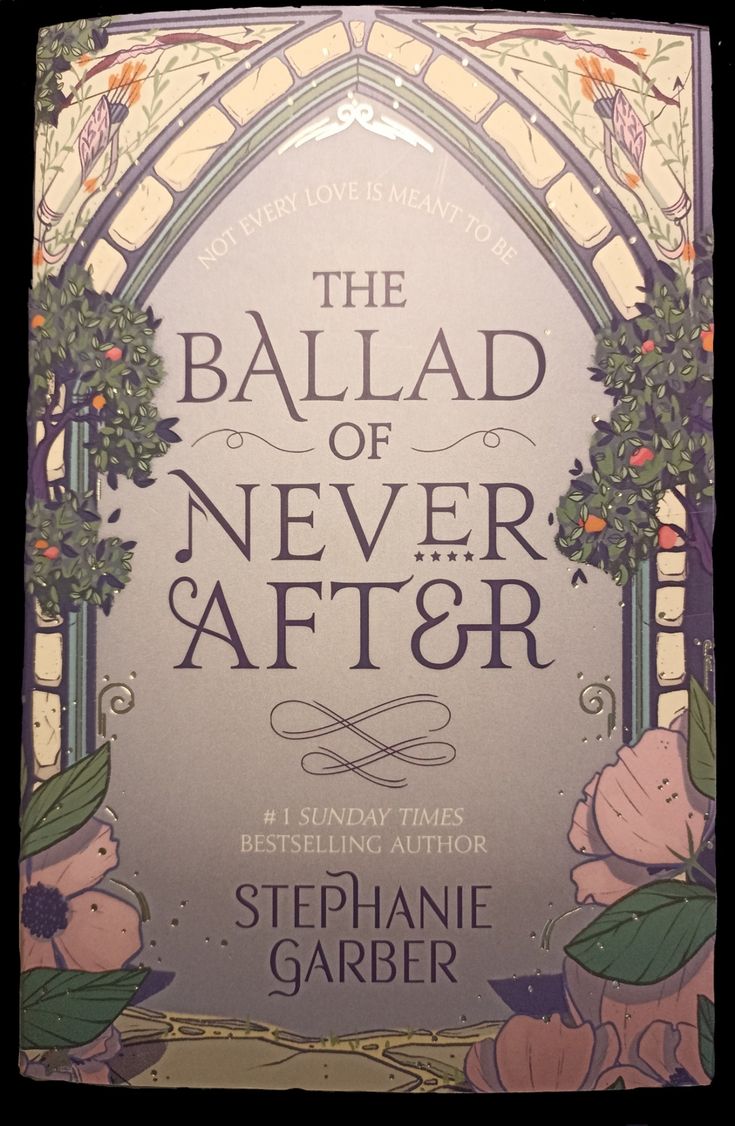 NOT EVERY LOVE IS MEANT TO BE
THE
BALLAD
OF
NEVER
AFTER
#1 SUNDAY TIMES
BESTSELLING AUTHOR
STEPHANIE
GARBER